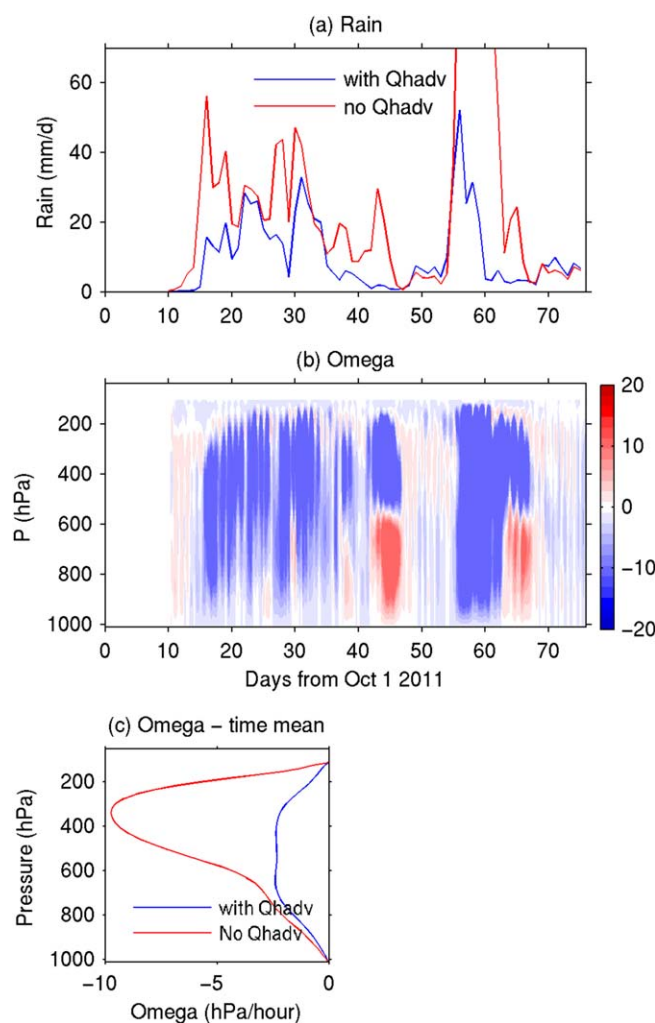 (a) Rain
60
40
20
0
Rain (mm/d)
with Qhadv
no Qhadv
0 10 20 30 40 50 60 70
(b) Omega
200
400
600
800
1000
P (hPa)
20
10
0
−10
−20
0 10 20 30 40 50 60 70
Days from Oct 1 2011
(c) Omega − time mean
200
400
600
800
1000
Pressure (hPa)
with Qhadv
No Qhadv
−10 −5 0
Omega (hPa/hour)